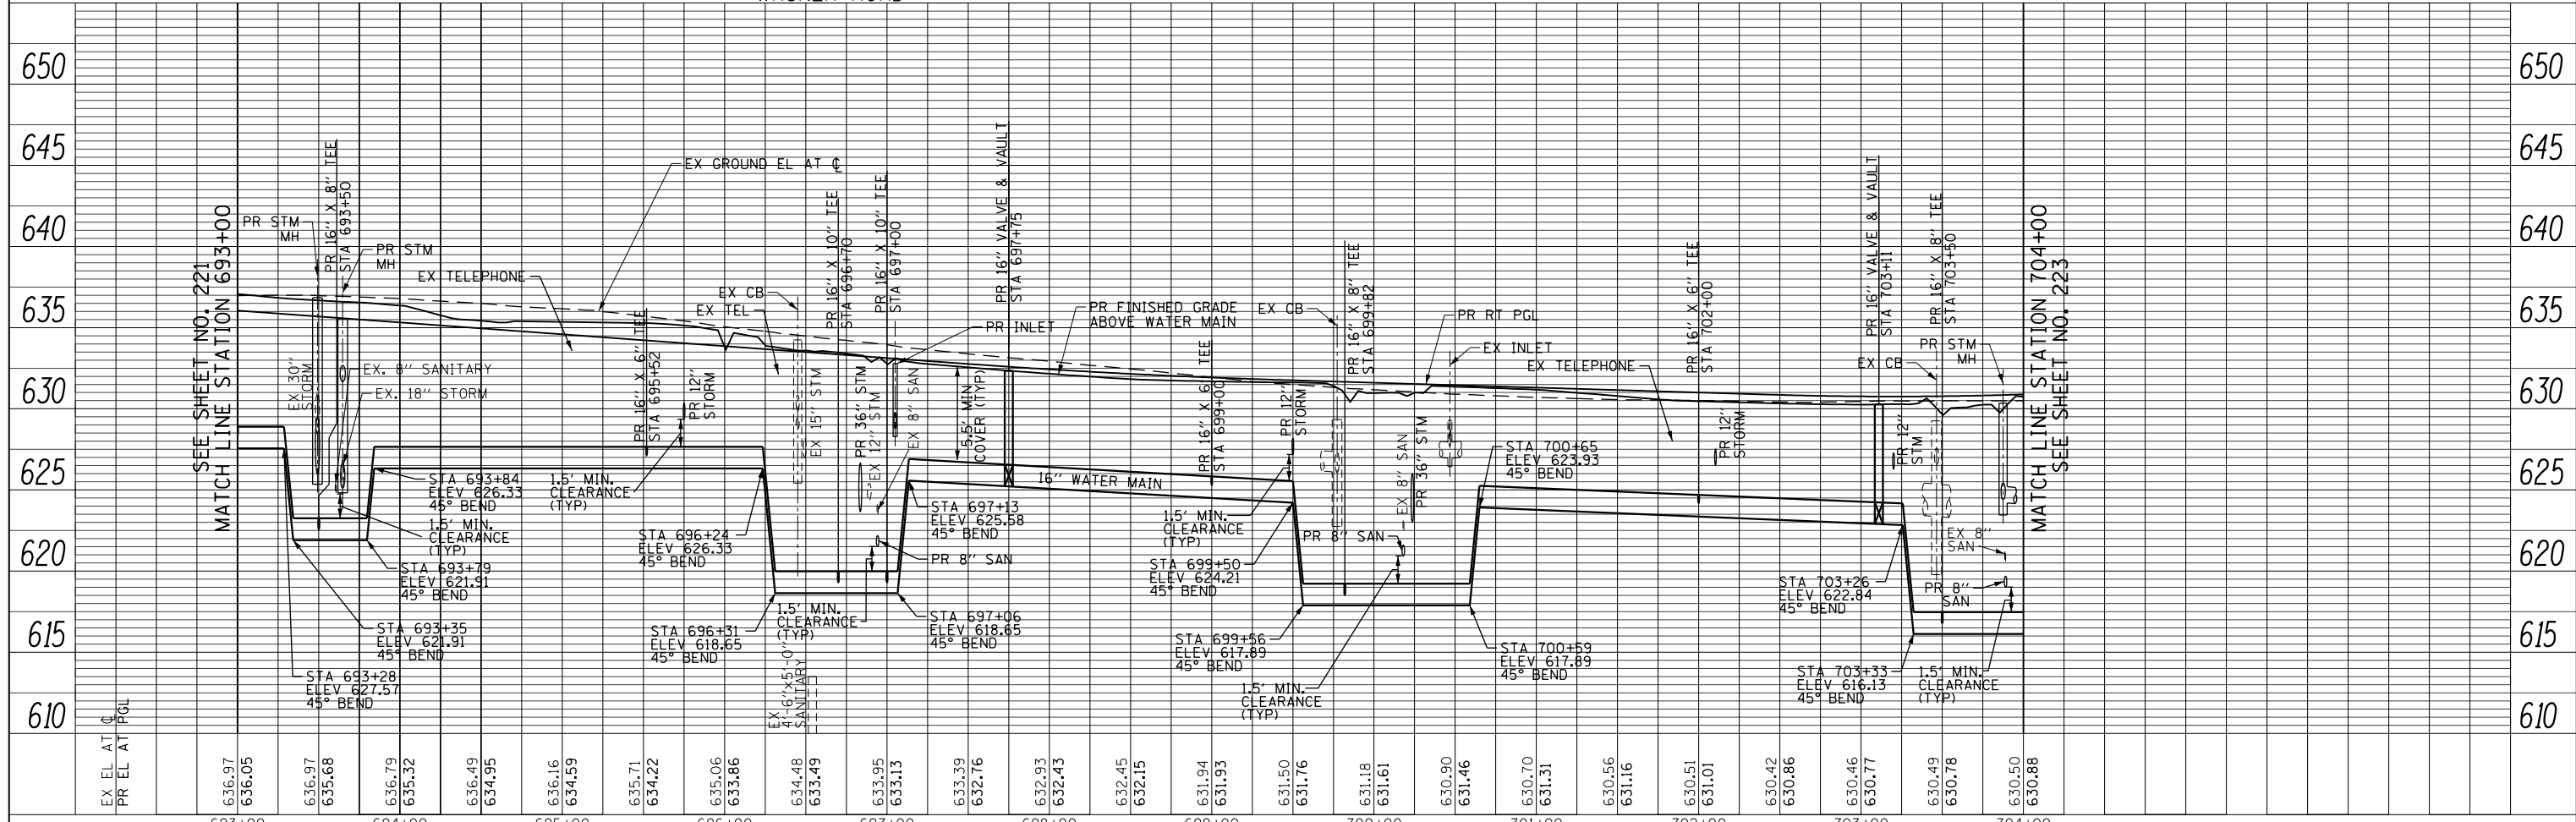 650
645
640
635
630
625
620
615
610
650
645
640
635
630
625
620
615
610
SEE SHEET NO. 221
MATCH LINE STATION 693+00
PR STM
MH
PR 16" X 8" TEE
STA 693+50
PR STM
MH
EX TELEPHONE
EX 30"
STORM
EX. 8" SANITARY
EX. 18" STORM
STA 693+84
ELEV 626.33
45° BEND
1.5' MIN.
CLEARANCE
(TYP)
STA 693+79
ELEV 621.91
45° BEND
STA 693+35
ELEV 621.91
45° BEND
STA 693+28
ELEV 627.57
45° BEND
EX GROUND EL AT ℄
PR 16" X 6" TEE
STA 695+52
PR 12"
STORM
1.5' MIN.
CLEARANCE
(TYP)
EX CB
EX TEL
PR 16" X 10" TEE
STA 696+70
PR 16" X 10" TEE
STA 697+00
PR INLET
EX 15" STM
PR 36" STM
EX 12" STM
EX 8" SAN
STA 696+24
ELEV 626.33
45° BEND
STA 696+31
ELEV 618.65
45° BEND
1.5' MIN.
CLEARANCE
(TYP)
EX
4'-6"x5'-0"
SANITARY
STA 697+13
ELEV 625.58
45° BEND
PR 8" SAN
STA 697+06
ELEV 618.65
45° BEND
5.5' MIN.
COVER (TYP)
PR 16" VALVE & VAULT
STA 697+75
16" WATER MAIN
PR FINISHED GRADE
ABOVE WATER MAIN
PR 16" X 6" TEE
STA 699+00
EX CB
PR 12"
STORM
1.5' MIN.
CLEARANCE
(TYP)
STA 699+50
ELEV 624.21
45° BEND
STA 699+56
ELEV 617.89
45° BEND
PR 16" X 8" TEE
STA 699+82
PR 8" SAN
EX 8" SAN
PR 36" STM
1.5' MIN.
CLEARANCE
(TYP)
PR RT PGL
EX INLET
EX TELEPHONE
STA 700+65
ELEV 623.93
45° BEND
STA 700+59
ELEV 617.89
45° BEND
PR 16" X 6" TEE
STA 702+00
PR 12"
STORM
PR 16" VALVE & VAULT
STA 703+11
EX CB
PR 12"
STM
PR 16" X 8" TEE
STA 703+50
PR STM
MH
EX 8"
SAN
PR 8"
SAN
STA 703+26
ELEV 622.84
45° BEND
STA 703+33
ELEV 616.13
45° BEND
1.5' MIN.
CLEARANCE
(TYP)
MATCH LINE STATION 704+00
SEE SHEET NO. 223
EX EL AT ℄
PR EL AT PGL
636.97
636.05
636.97
635.68
636.79
635.32
636.49
634.95
636.16
634.59
635.71
634.22
635.06
633.86
634.48
633.49
633.95
633.13
633.39
632.76
632.93
632.43
632.45
632.15
631.94
631.93
631.50
631.76
631.18
631.61
630.90
631.46
630.70
631.31
630.56
631.16
630.51
631.01
630.42
630.86
630.46
630.77
630.49
630.78
630.50
630.88